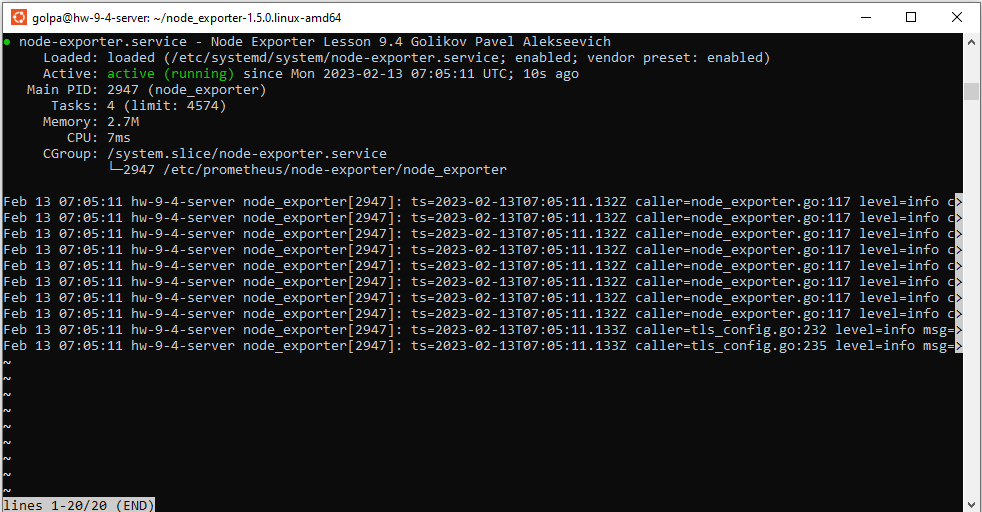 golpa@hw-9-4-server: ~/node_exporter-1.5.0.linux-amd64
● node-exporter.service - Node Exporter Lesson 9.4 Golikov Pavel Alekseevich
Loaded: loaded (/etc/systemd/system/node-exporter.service; enabled; vendor preset: enabled)
Active: active (running) since Mon 2023-02-13 07:05:11 UTC; 10s ago
Main PID: 2947 (node_exporter)
Tasks: 4 (limit: 4574)
Memory: 2.7M
CPU: 7ms
CGroup: /system.slice/node-exporter.service
└─2947 /etc/prometheus/node-exporter/node_exporter
Feb 13 07:05:11 hw-9-4-server node_exporter[2947]: ts=2023-02-13T07:05:11.132Z caller=node_exporter.go:117 level=info c>
Feb 13 07:05:11 hw-9-4-server node_exporter[2947]: ts=2023-02-13T07:05:11.132Z caller=node_exporter.go:117 level=info c>
Feb 13 07:05:11 hw-9-4-server node_exporter[2947]: ts=2023-02-13T07:05:11.132Z caller=node_exporter.go:117 level=info c>
Feb 13 07:05:11 hw-9-4-server node_exporter[2947]: ts=2023-02-13T07:05:11.132Z caller=node_exporter.go:117 level=info c>
Feb 13 07:05:11 hw-9-4-server node_exporter[2947]: ts=2023-02-13T07:05:11.132Z caller=node_exporter.go:117 level=info c>
Feb 13 07:05:11 hw-9-4-server node_exporter[2947]: ts=2023-02-13T07:05:11.132Z caller=node_exporter.go:117 level=info c>
Feb 13 07:05:11 hw-9-4-server node_exporter[2947]: ts=2023-02-13T07:05:11.132Z caller=node_exporter.go:117 level=info c>
Feb 13 07:05:11 hw-9-4-server node_exporter[2947]: ts=2023-02-13T07:05:11.132Z caller=node_exporter.go:117 level=info c>
Feb 13 07:05:11 hw-9-4-server node_exporter[2947]: ts=2023-02-13T07:05:11.133Z caller=tls_config.go:232 level=info msg=>
Feb 13 07:05:11 hw-9-4-server node_exporter[2947]: ts=2023-02-13T07:05:11.133Z caller=tls_config.go:235 level=info msg=>
~
~
~
~
~
~
~
~
~
lines 1-20/20 (END)